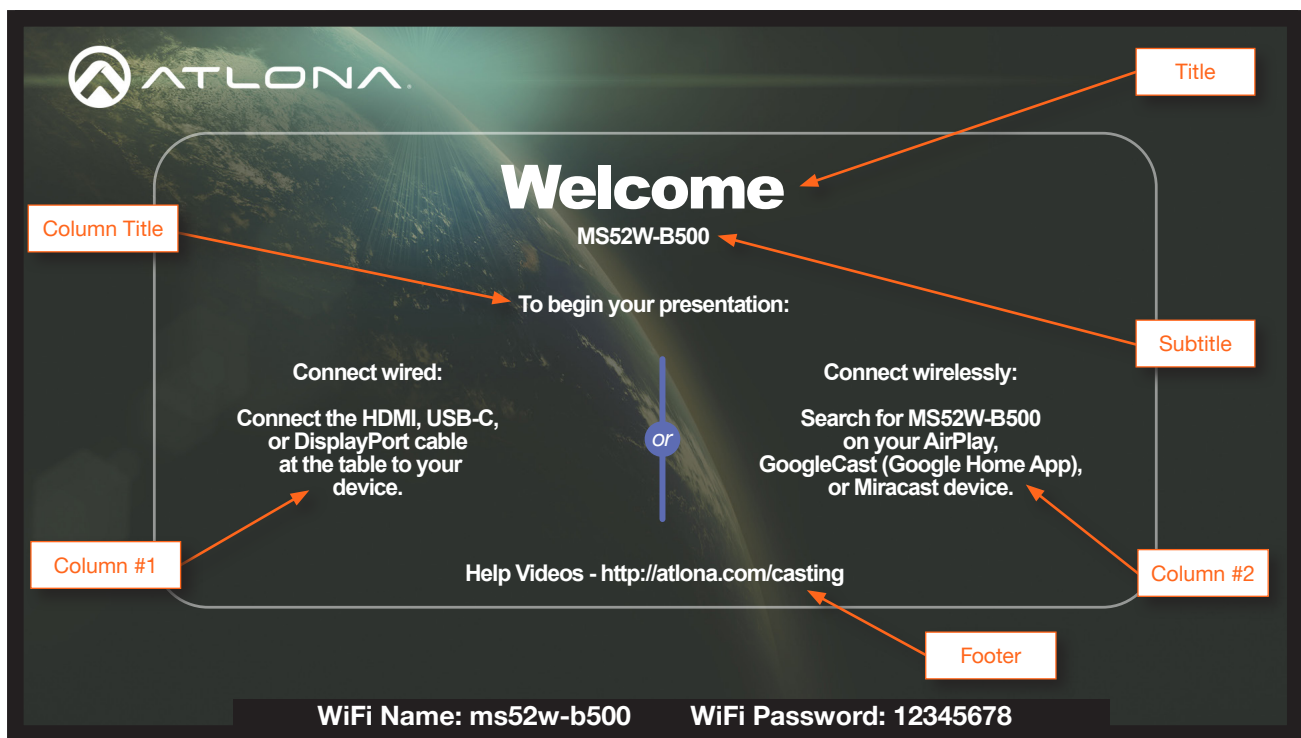 ATLONA.
Title
Welcome
Column Title
MS52W-B500
To begin your presentation:
Subtitle
Connect wired:
Connect the HDMI, USB-C,
or DisplayPort cable
at the table to your
device.
or
Connect wirelessly:
Search for MS52W-B500
on your AirPlay,
GoogleCast (Google Home App),
or Miracast device.
Column #1
Column #2
Help Videos - http://atlona.com/casting
Footer
WiFi Name: ms52w-b500 WiFi Password: 12345678